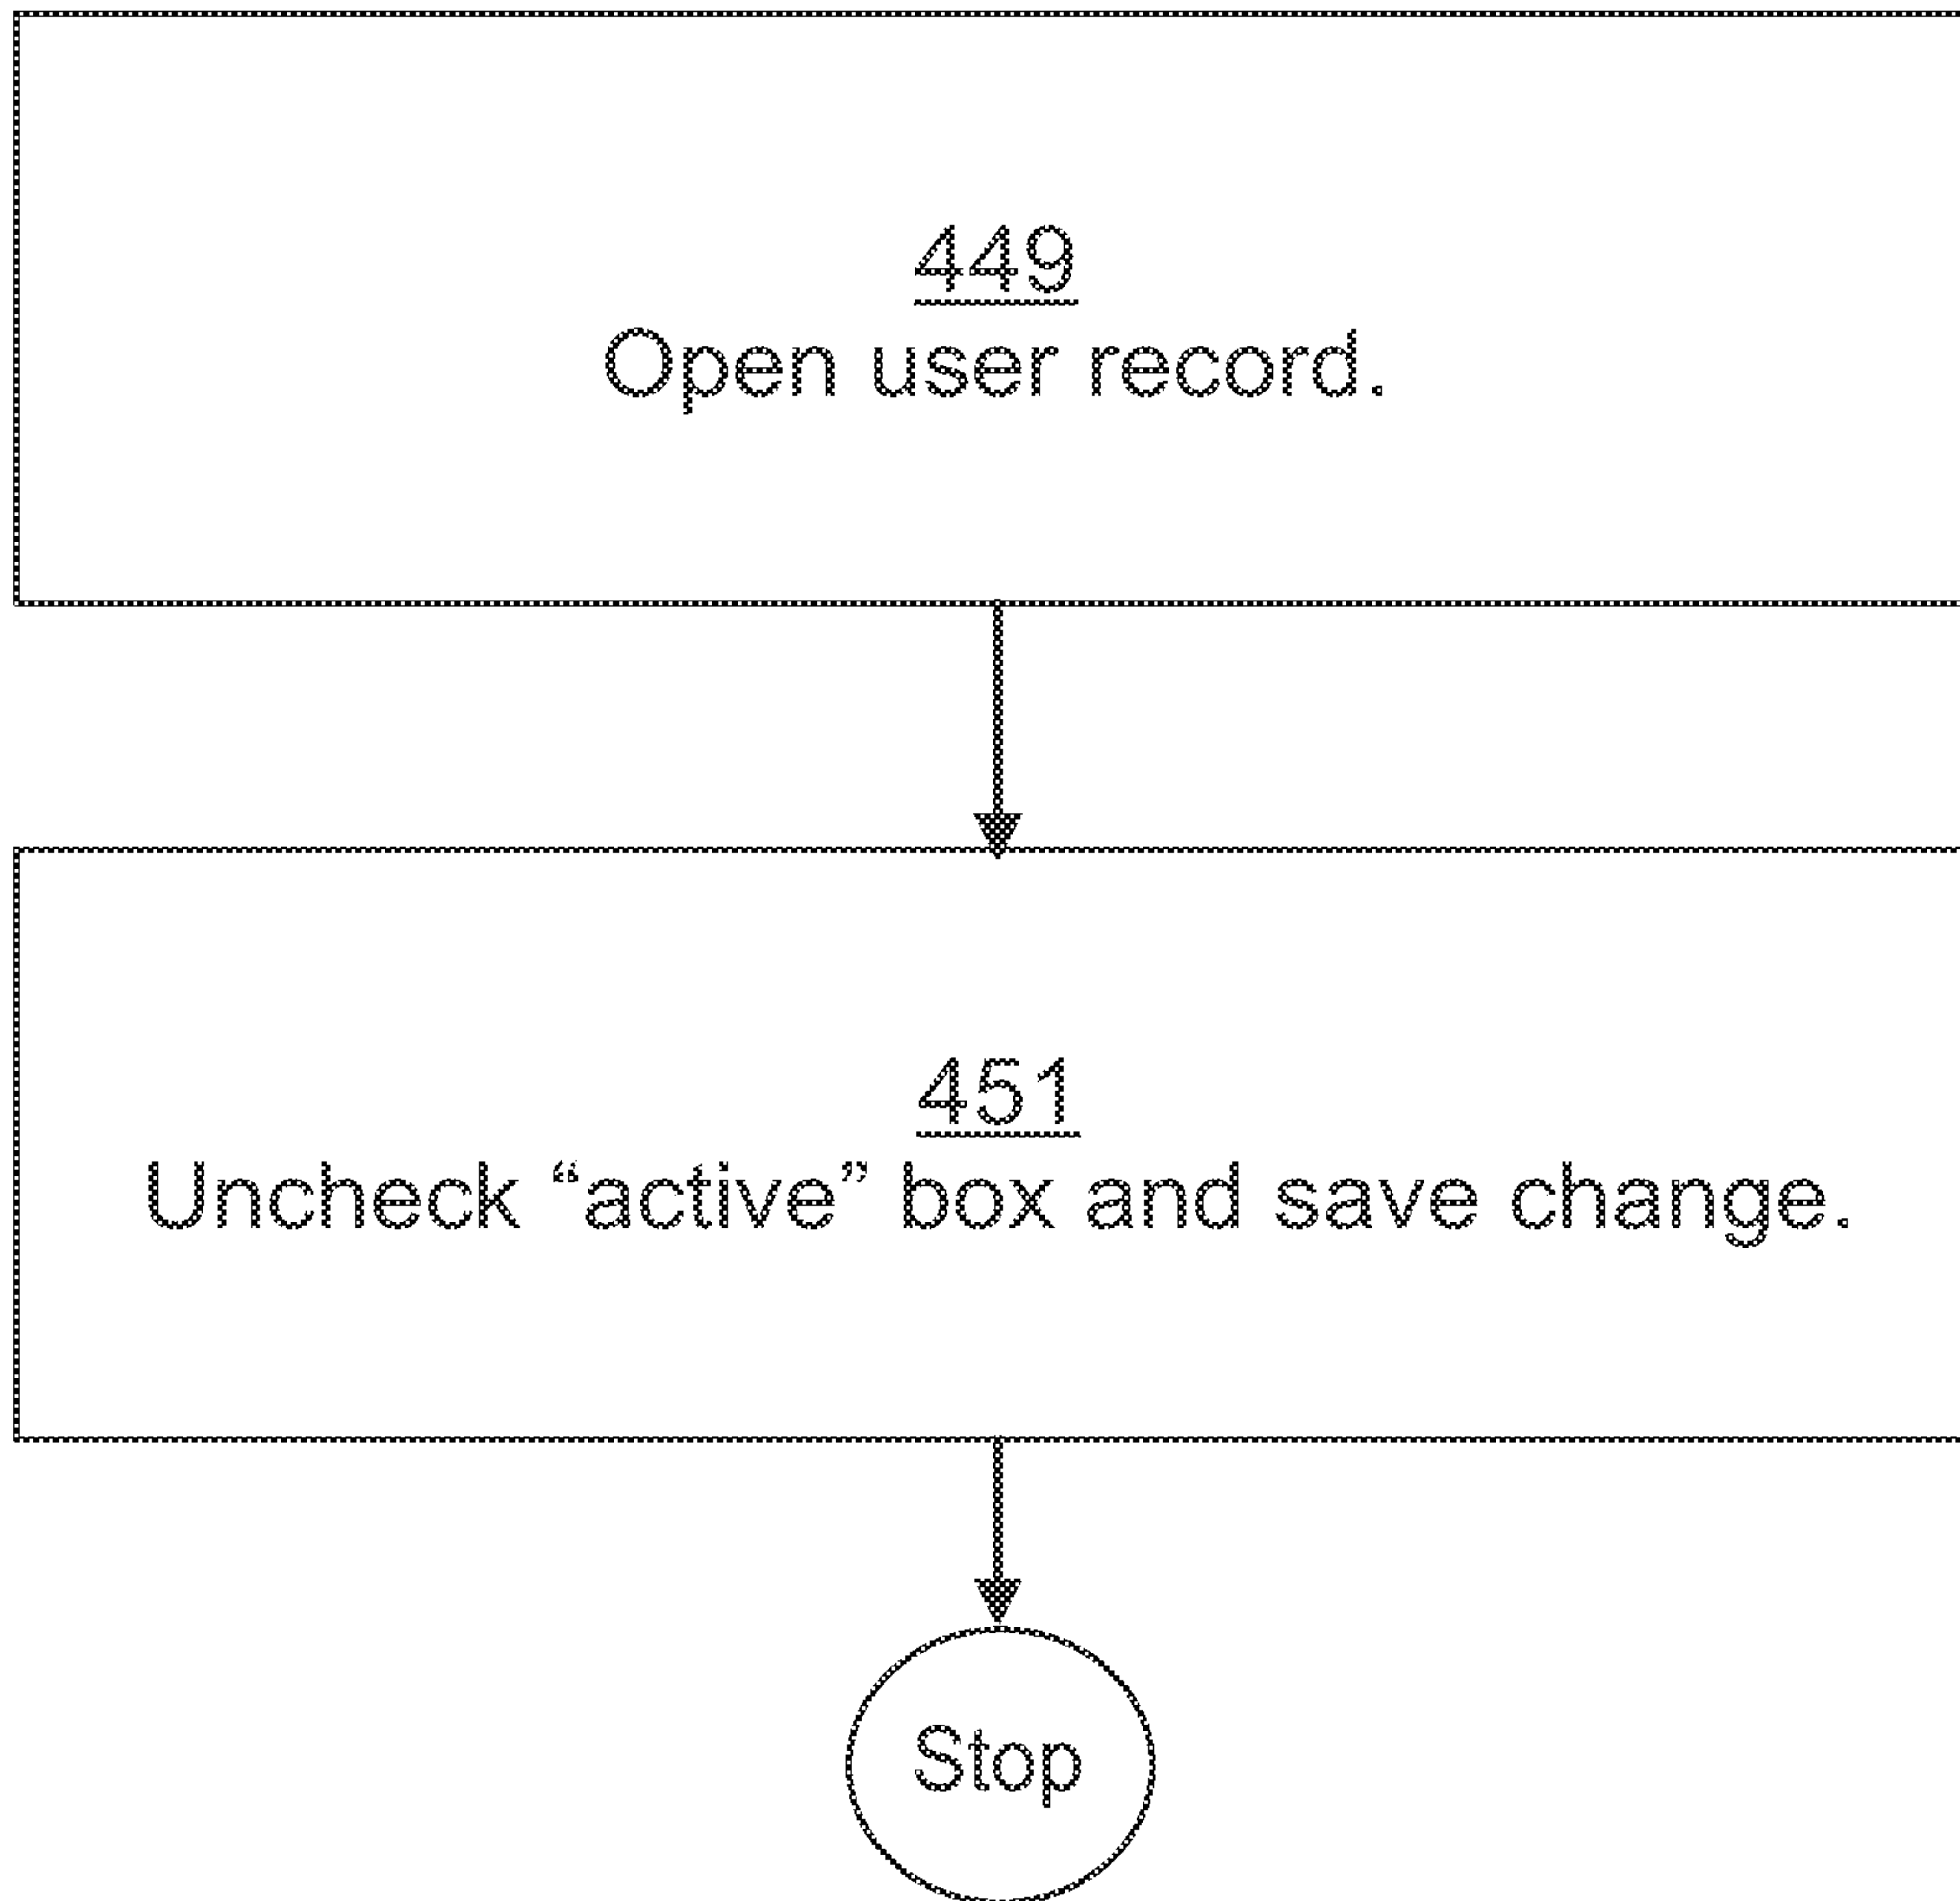 449
Open user record.
451
Uncheck “active” box and save change.
Stop